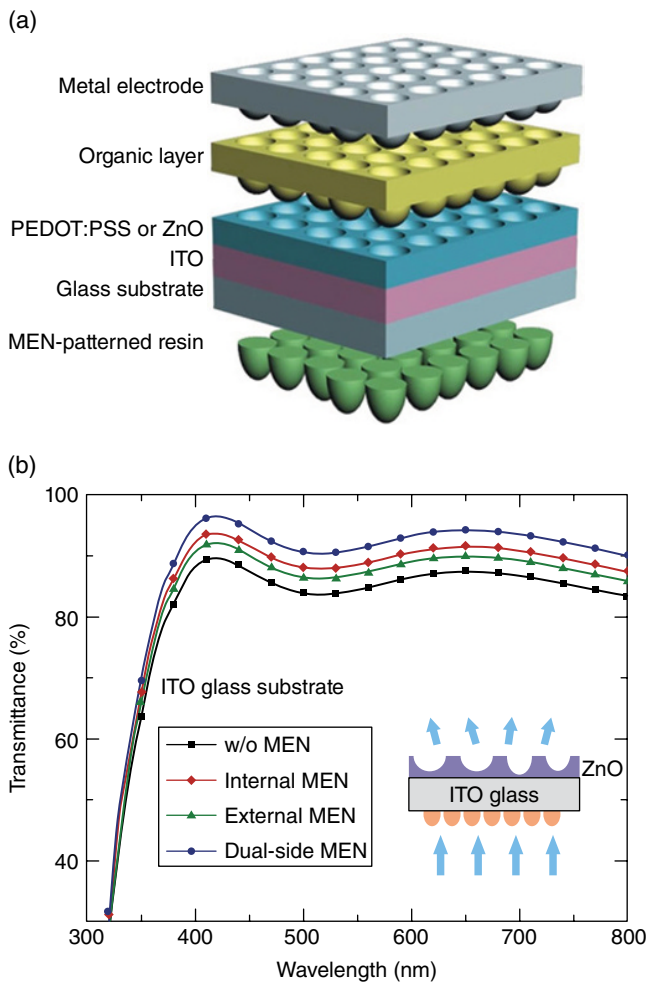 (a)
Metal electrode
Organic layer
PEDOT:PSS or ZnO
ITO
Glass substrate
MEN-patterned resin
(b)
100
80
60
40
Transmittance (%)
ITO glass substrate
w/o MEN
Internal MEN
External MEN
Dual-side MEN
ZnO
ITO glass
300 400 500 600 700 800
Wavelength (nm)